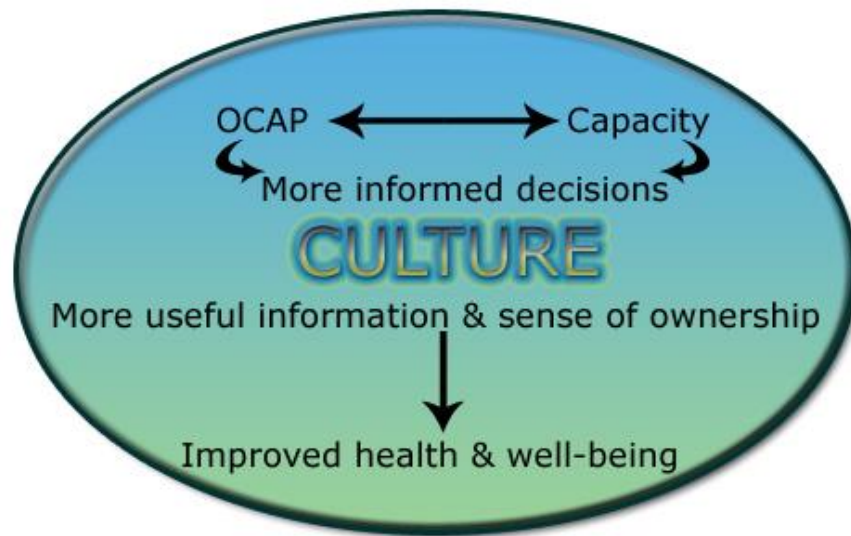 OCAP Capacity
More informed decisions
CULTURE
More useful information & sense of ownership
Improved health & well-being